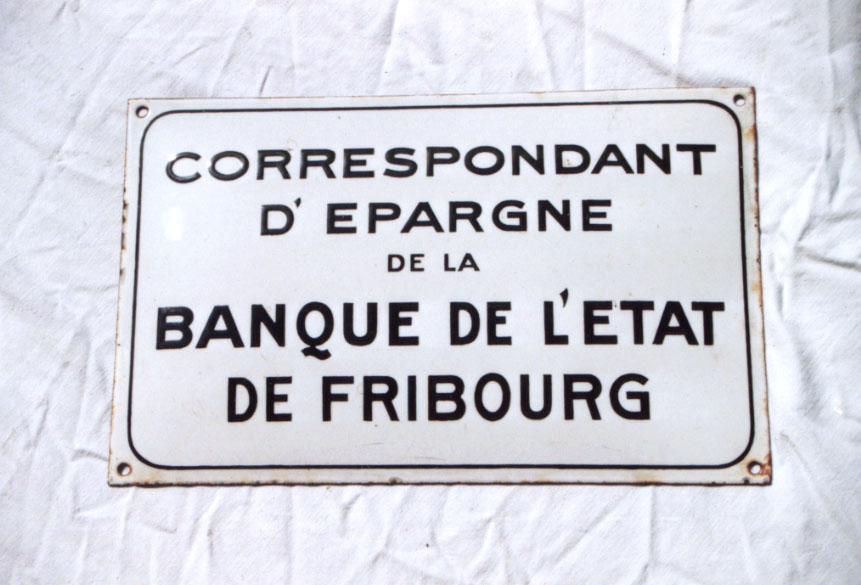 CORRESPONDANT
D' EPARGNE
DE LA
BANQUE DE L'ETAT
DE FRIBOURG